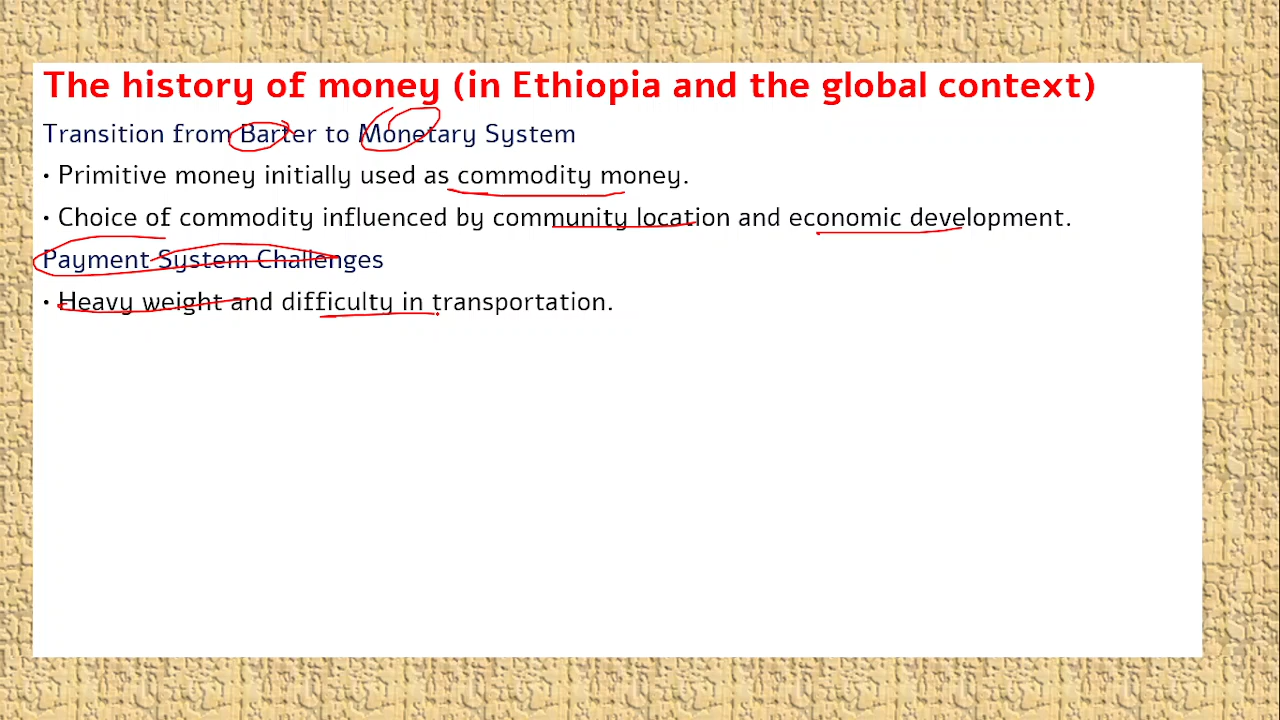 The history of money (in Ethiopia and the global context)
Transition from Barter to Monetary System
• Primitive money initially used as commodity money.
• Choice of commodity influenced by community location and economic development.
Payment System Challenges
• Heavy weight and difficulty in transportation.